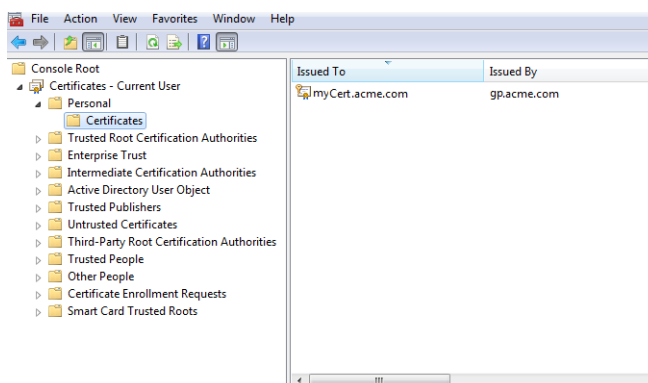 File Action View Favorites Window Help
Console Root
Certificates - Current User
Personal
Certificates
Trusted Root Certification Authorities
Enterprise Trust
Intermediate Certification Authorities
Active Directory User Object
Trusted Publishers
Untrusted Certificates
Third-Party Root Certification Authorities
Trusted People
Other People
Certificate Enrollment Requests
Smart Card Trusted Roots
Issued To Issued By
myCert.acme.com gp.acme.com